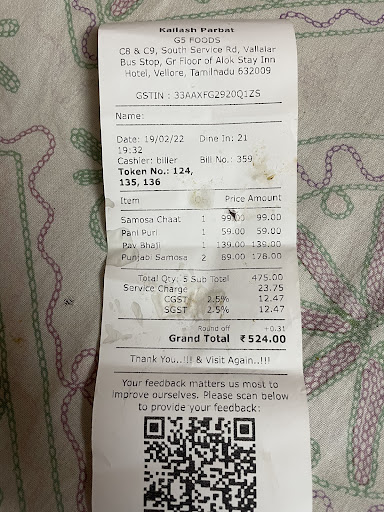 Kailash Parbat
G5 FOODS
C8 & C9, South Service Rd, Vallalar
Bus Stop, Gr Floor of Alok Stay Inn
Hotel, Vellore, Tamilnadu 632009
GSTIN : 33AAXFG2920Q1ZS
Name:
Date: 19/02/22 Dine In: 21
19:32
Cashier: biller Bill No.: 359
Token No.: 124,
135, 136
Item Price Amount
Samosa Chaat 1 99.00 99.00
Pani Puri 1 59.00 59.00
Pav Bhaji 1 139.00 139.00
Punjabi Samosa 2 89.00 178.00
Total Qty: 5 Sub Total 475.00
Service Charge 23.75
CGST 2.5% 12.47
SGST 2.5% 12.47
Round off +0.31
Grand Total ₹524.00
Thank You..!!! & Visit Again..!!!
Your feedback matters us most to
improve ourselves. Please scan below
to provide your feedback: